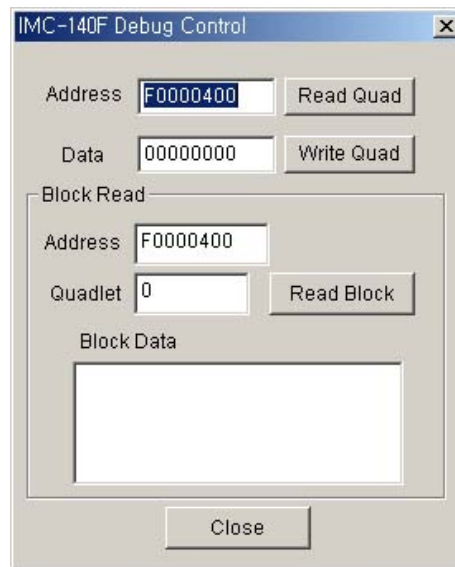 IMC-140F Debug Control
Address F0000400 Read Quad
Data 00000000 Write Quad
Block Read
Address F0000400
Quadlet 0 Read Block
Block Data
Close